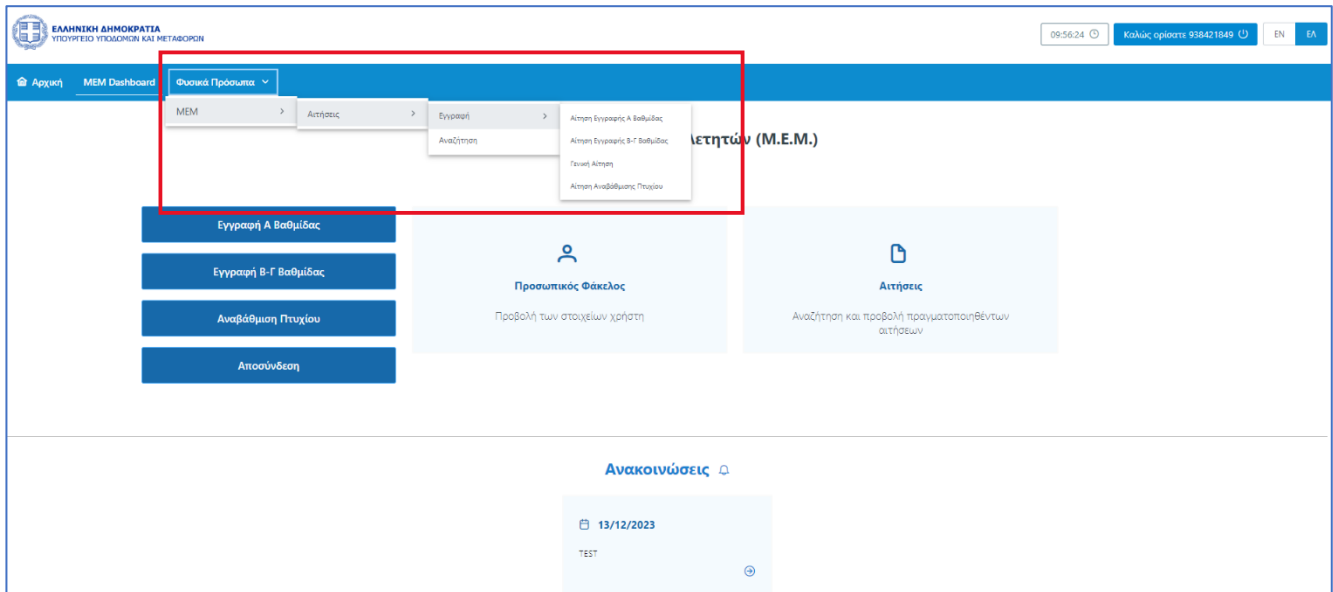 ΕΛΛΗΝΙΚΗ ΔΗΜΟΚΡΑΤΙΑ
ΥΠΟΥΡΓΕΙΟ ΥΠΟΔΟΜΩΝ ΚΑΙ ΜΕΤΑΦΟΡΩΝ
09:56:24
Καλώς ορίσατε 938421849
EN
ΕΛ
Αρχική
MEM Dashboard
Φυσικά Πρόσωπα
ΜΕΜ
Αιτήσεις
Εγγραφή
Αναζήτηση
Αίτηση Εγγραφής Α Βαθμίδας
Αίτηση Εγγραφής Β-Γ Βαθμίδας
Γενική Αίτηση
Αίτηση Αναβάθμισης Πτυχίου
λετητών (Μ.Ε.Μ.)
Εγγραφή Α Βαθμίδας
Εγγραφή Β-Γ Βαθμίδας
Αναβάθμιση Πτυχίου
Αποσύνδεση
Προσωπικός Φάκελος
Προβολή των στοιχείων χρήστη
Αιτήσεις
Αναζήτηση και προβολή πραγματοποιηθέντων
αιτήσεων
Ανακοινώσεις
13/12/2023
TEST